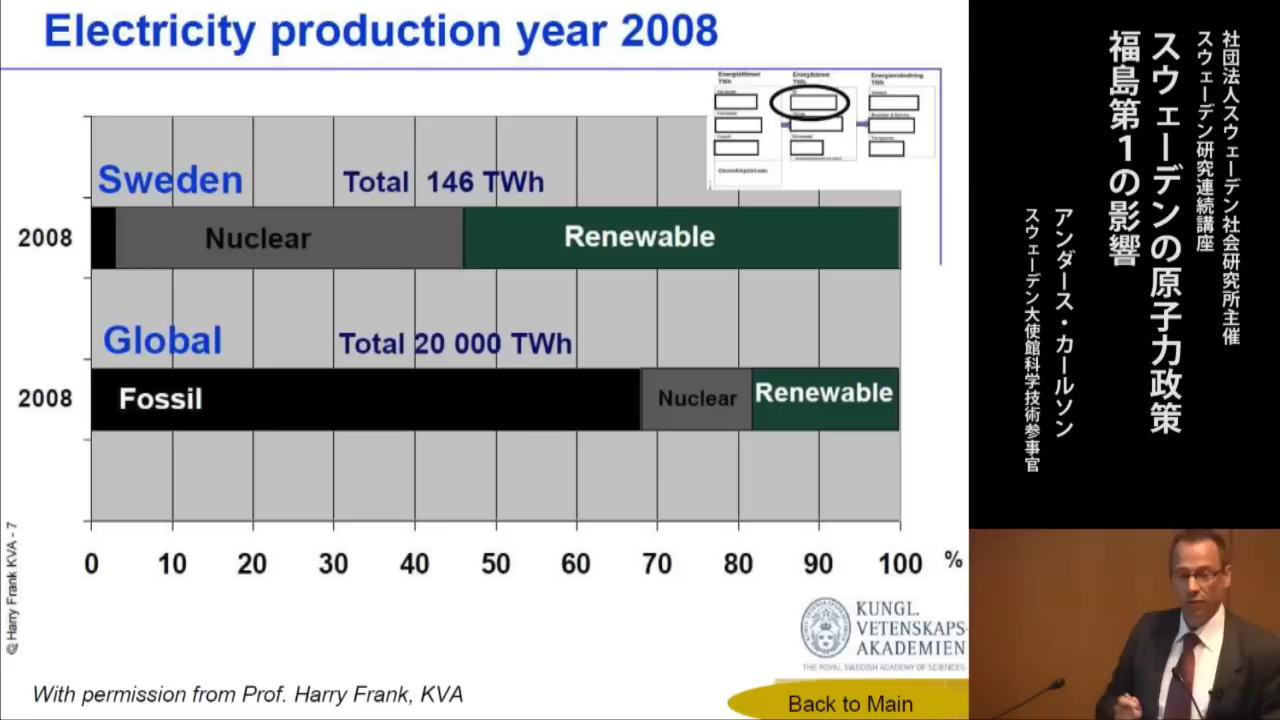 Electricity production year 2008
Energitillförsel
TWh
Energibärare
TWh
Energianvändning
TWh
Sweden
Total 146 TWh
2008
Nuclear
Renewable
Global
Total 20 000 TWh
2008
Fossil
Nuclear
Renewable
0 10 20 30 40 50 60 70 80 90 100 %
© Harry Frank KVA - 7
KUNGL.
VETENSKAPS-
AKADEMIEN
THE ROYAL SWEDISH ACADEMY OF SCIENCES
With permission from Prof. Harry Frank, KVA
Back to Main
社団法人スウェーデン社会研究所主催
スウェーデン研究連続講座
スウェーデンの原子力政策
福島第1の影響
アンダース・カールソン
スウェーデン大使館科学技術参事官